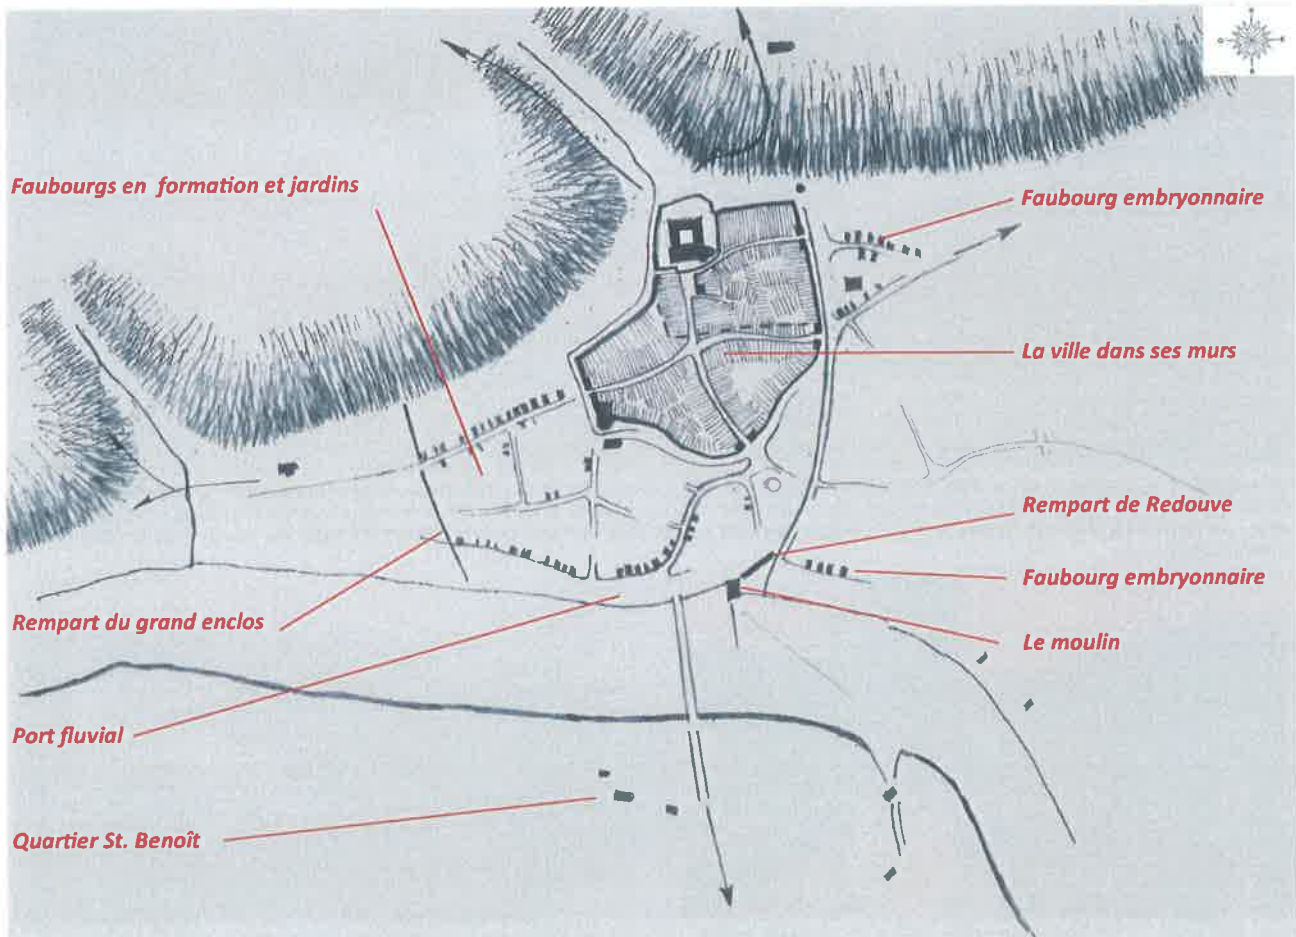 Faubourgs en formation et jardins
Faubourg embryonnaire
La ville dans ses murs
Rempart de Redouve
Faubourg embryonnaire
Rempart du grand enclos
Le moulin
Port fluvial
Quartier St. Benoît